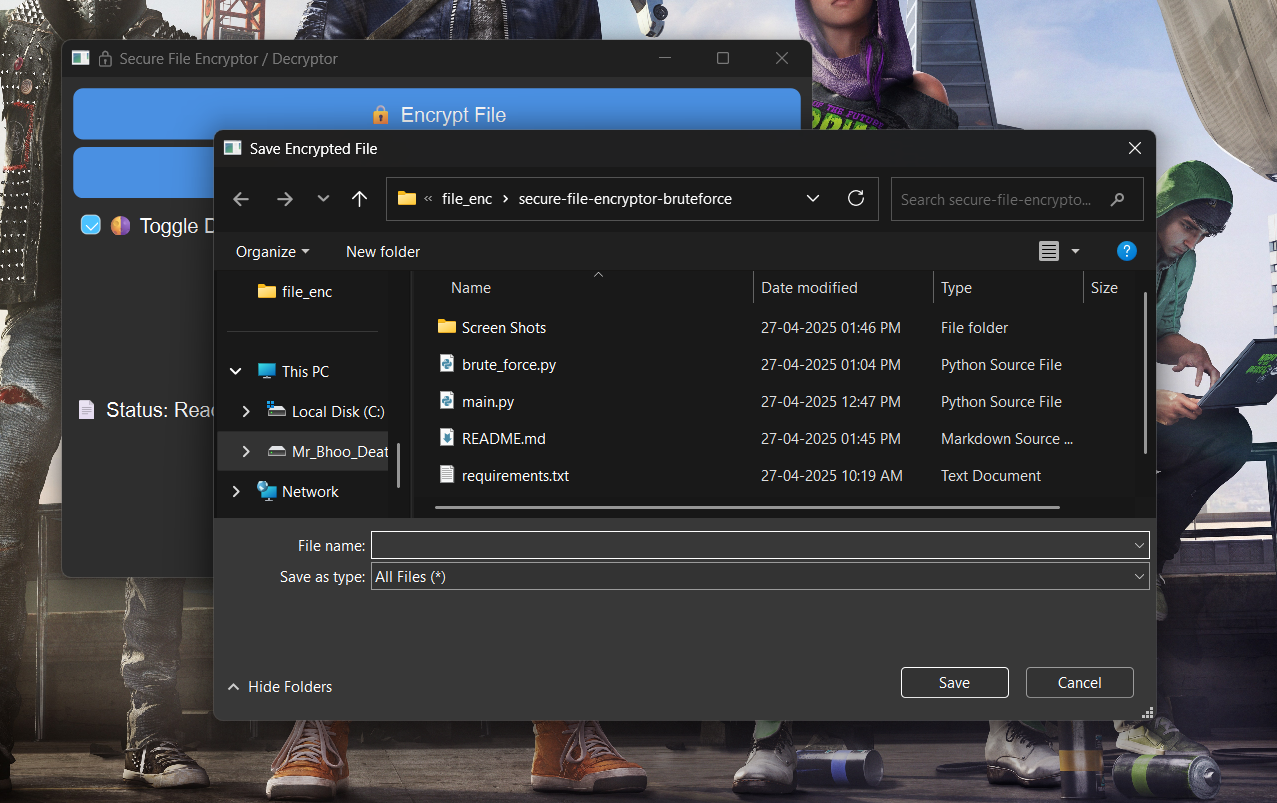 Secure File Encryptor / Decryptor
Encrypt File
Save Encrypted File
« file_enc › secure-file-encryptor-bruteforce
Search secure-file-encrypto...
Toggle D
Organize
New folder
?
file_enc
This PC
Local Disk (C:)
Mr_Bhoo_Deat
Network
Status: Reac
Name Date modified Type Size
Screen Shots 27-04-2025 01:46 PM File folder
brute_force.py 27-04-2025 01:04 PM Python Source File
main.py 27-04-2025 12:47 PM Python Source File
README.md 27-04-2025 01:45 PM Markdown Source ...
requirements.txt 27-04-2025 10:19 AM Text Document
File name:
Save as type: All Files (*)
Hide Folders
Save
Cancel